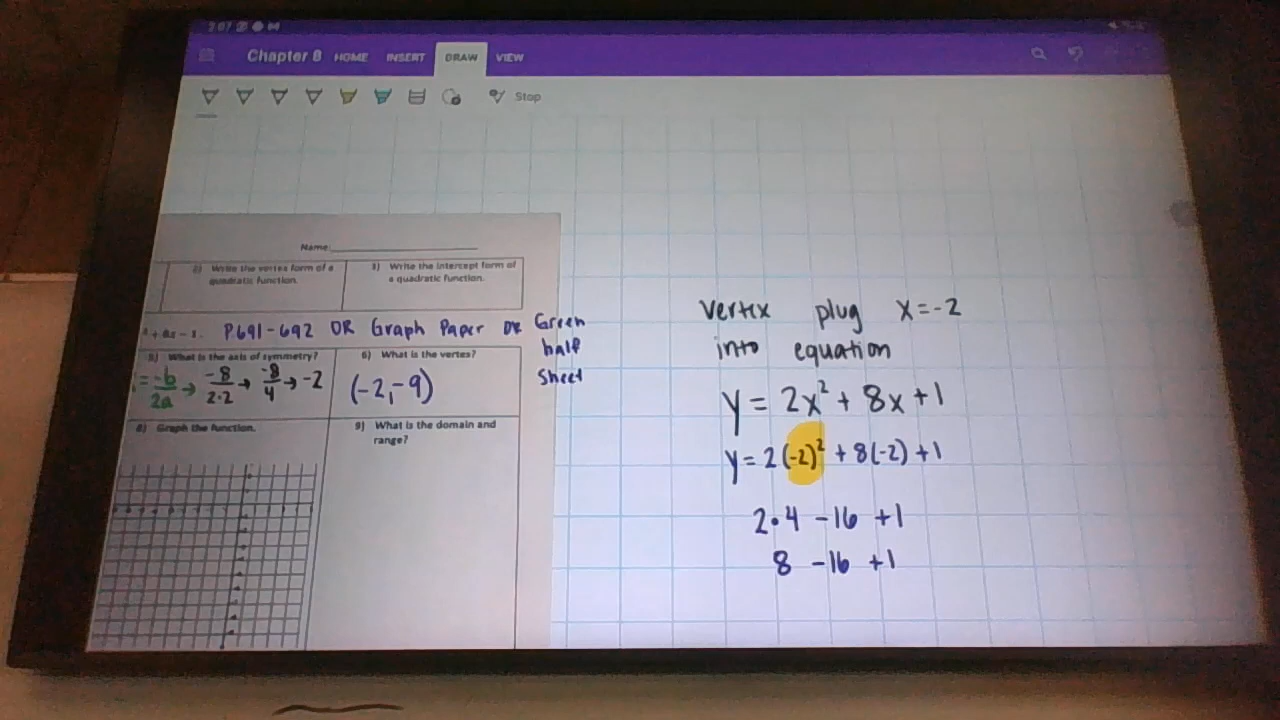 2:07
Chapter 8 HOME INSERT DRAW VIEW
Stop
Name:
2) Write the vertex form of a
quadratic function.
3) Write the intercept form of
a quadratic function.
P.691-692 OR Graph Paper OR Green
half
sheet
5) What is the axis of symmetry?
= -b/2a → -8/2·2 → -8/4 → -2
6) What is the vertex?
(-2,-9)
8) Graph the function.
9) What is the domain and
range?
Vertex plug x=-2
into equation
y = 2x² + 8x +1
y = 2(-2)² + 8(-2) +1
2·4 -16 +1
8 -16 +1